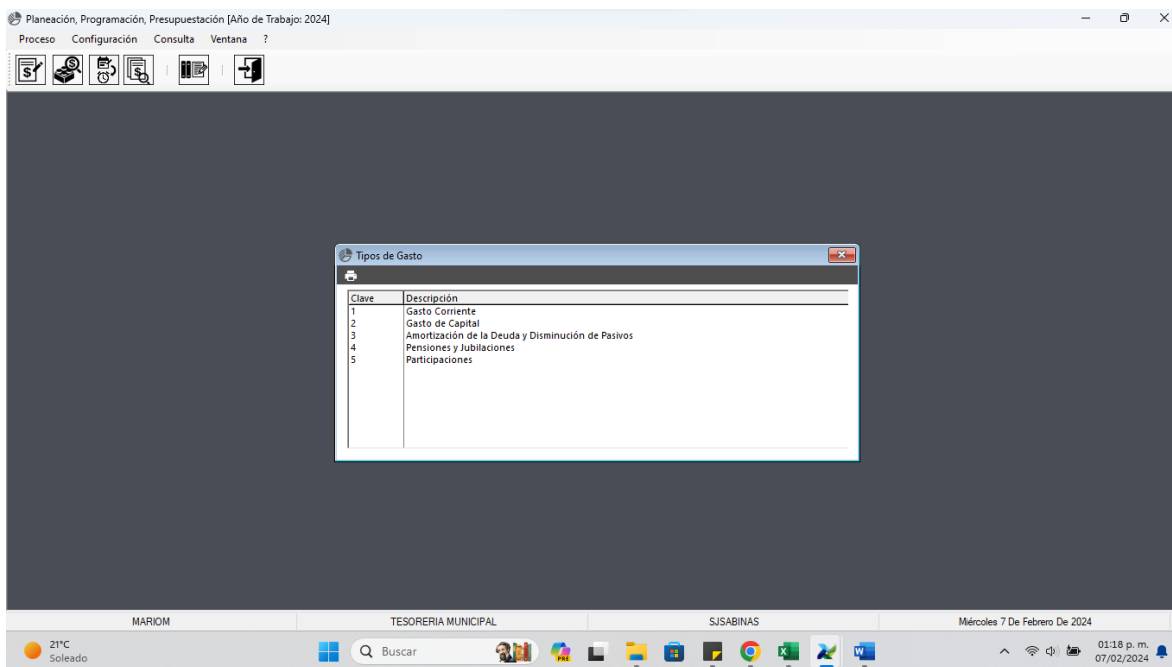 Planeación, Programación, Presupuestación [Año de Trabajo: 2024]
Proceso Configuración Consulta Ventana ?
Tipos de Gasto
Clave Descripción
1 Gasto Corriente
2 Gasto de Capital
3 Amortización de la Deuda y Disminución de Pasivos
4 Pensiones y Jubilaciones
5 Participaciones
MARIOM TESORERIA MUNICIPAL SJSABINAS Miércoles 7 De Febrero De 2024
21°C
Soleado
Buscar
PRE
01:18 p. m.
07/02/2024